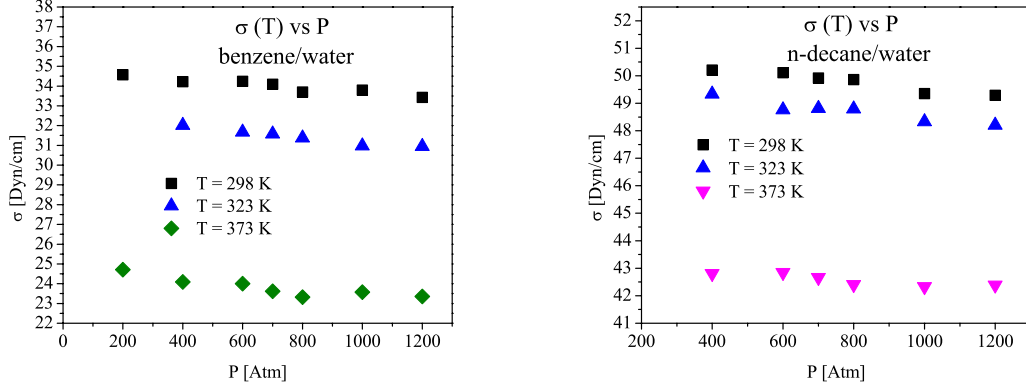 σ (T) vs P
benzene/water
38
37
36
35
34
33
32
31
30
29
28
27
26
25
24
23
22
σ [Dyn/cm]
T = 298 K
T = 323 K
T = 373 K
0 200 400 600 800 1000 1200
P [Atm]
σ (T) vs P
n-decane/water
52
51
50
49
48
47
46
45
44
43
42
41
σ [Dyn/cm]
T = 298 K
T = 323 K
T = 373 K
400 600 800 1000 1200
P [Atm]